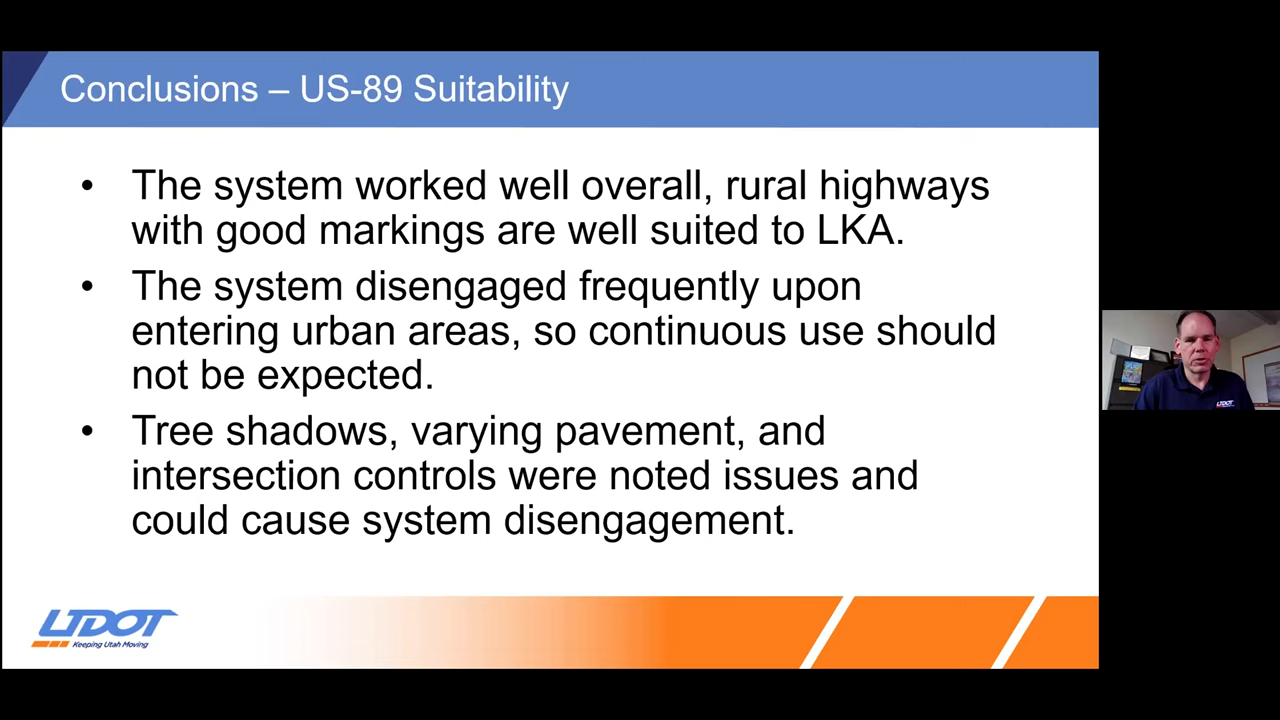 Conclusions – US-89 Suitability
• The system worked well overall, rural highways
with good markings are well suited to LKA.
• The system disengaged frequently upon
entering urban areas, so continuous use should
not be expected.
• Tree shadows, varying pavement, and
intersection controls were noted issues and
could cause system disengagement.
UDOT
Keeping Utah Moving
UDOT